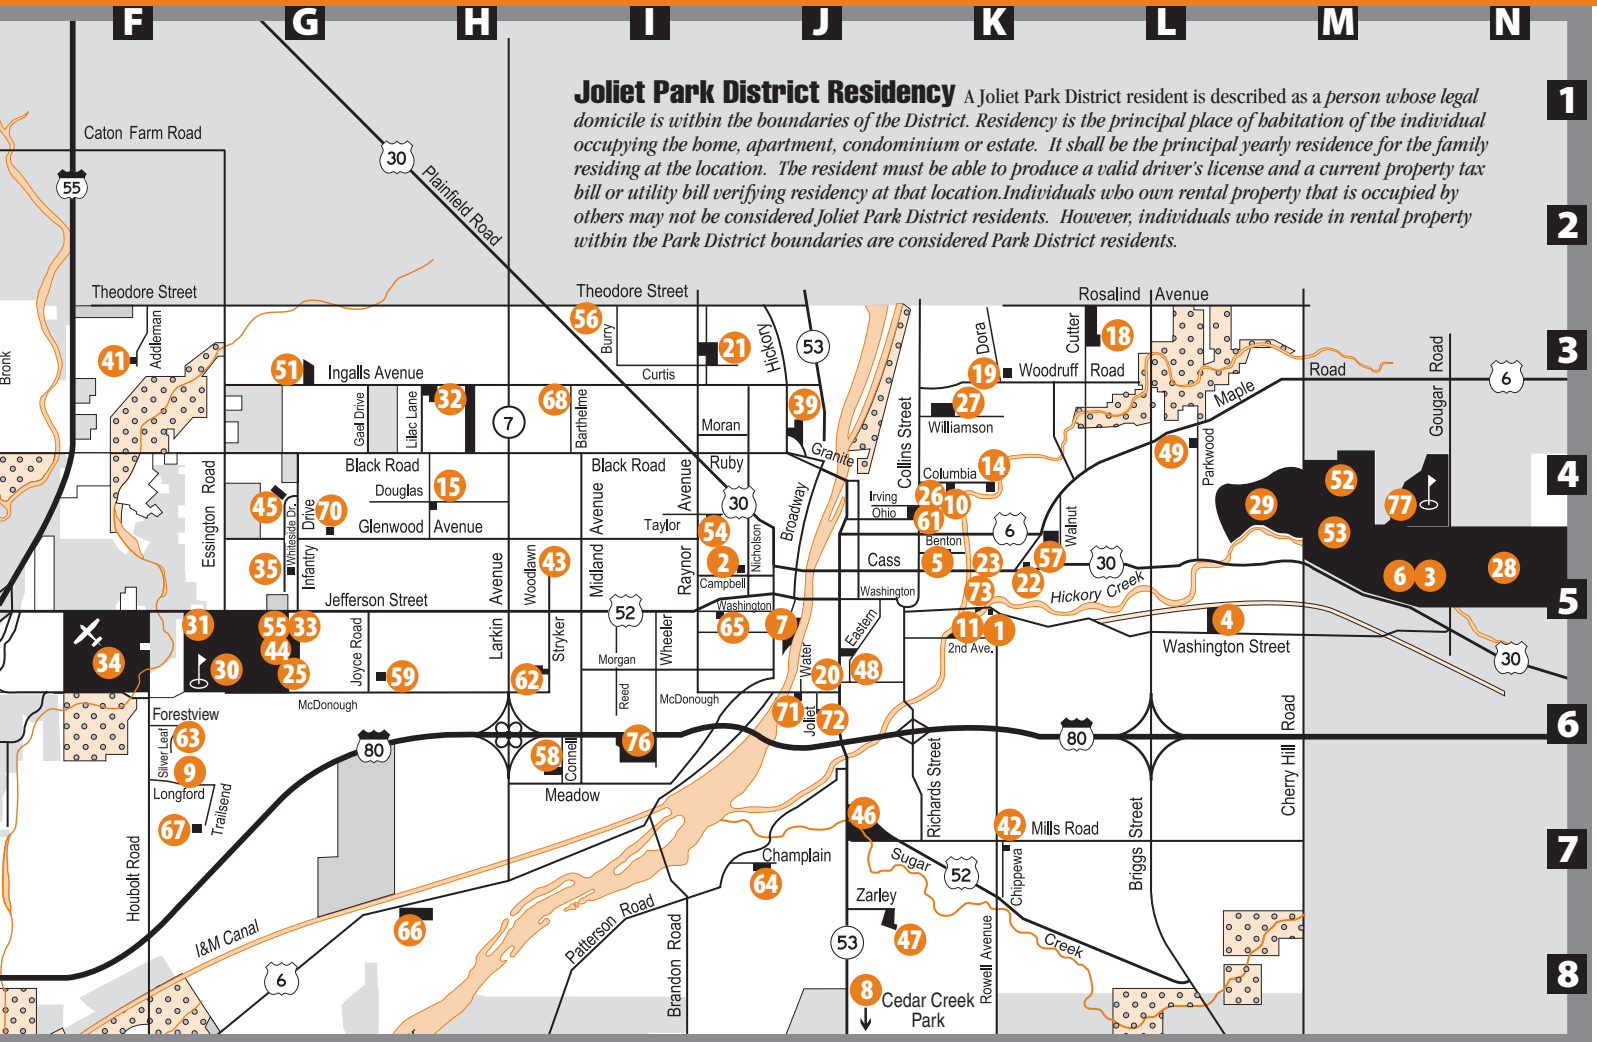 F G H I J K L M N
1
2
3
4
5
6
7
8
Joliet Park District Residency A Joliet Park District resident is described as a person whose legal
domicile is within the boundaries of the District. Residency is the principal place of habitation of the individual
occupying the home, apartment, condominium or estate. It shall be the principal yearly residence for the family
residing at the location. The resident must be able to produce a valid driver's license and a current property tax
bill or utility bill verifying residency at that location.Individuals who own rental property that is occupied by
others may not be considered Joliet Park District residents. However, individuals who reside in rental property
within the Park District boundaries are considered Park District residents.
Caton Farm Road
55
30
Plainfield Road
Theodore Street
Theodore Street
Rosalind Avenue
Bronk
41
Addleman
51
Ingalls Avenue
56
Burry
21
Curtis
Hickory
53
Dora
Cutter
18
19
Woodruff Road
Maple
Road
Gougar Road
6
Gael Drive
Lilac Lane
32
7
68
Barthelme
Moran
39
Granite
Collins Street
27
Williamson
49
Parkwood
Black Road
Black Road
Ruby
30
Essington Road
45
Whiteside Dr.
70
Infantry Drive
Douglas
15
Glenwood Avenue
35
Larkin Avenue
Woodlawn
43
Midland Avenue
Raynor Avenue
Taylor
54
2
Nicholson
Campbell
Broadway
Columbia
14
26
10
Irving
Ohio
61
6
Benton
5
Cass
23
57
Walnut
22
30
73
Hickory Creek
29
52
53
77
6
3
28
Jefferson Street
52
Washington
65
7
Washington
Eastern
11
1
2nd Ave.
4
Washington Street
30
34
31
30
55
33
44
25
Joyce Road
59
McDonough
62
Stryker
Morgan
Wheeler
Reed
McDonough
Water
20
48
71
Joliet
72
Forestview
63
Silver Leaf
9
Longford
Trailsend
67
80
58
Connell
76
Meadow
80
Cherry Hill Road
Houbolt Road
46
Richards Street
42
Mills Road
Briggs Street
Champlain
64
Sugar
52
Chippewa
Creek
Zarley
47
53
Rowell Avenue
66
I&M Canal
6
Patterson Road
Brandon Road
8
Cedar Creek
Park